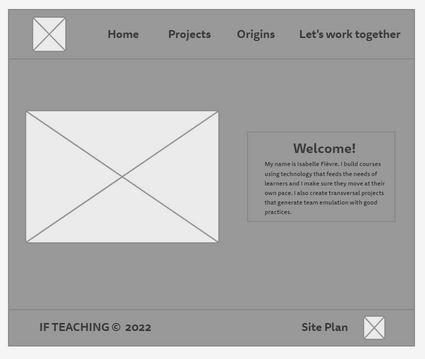 Home Projects Origins Let's work together
Welcome!
My name is Isabelle Fièvre. I build courses
using technology that feeds the needs of
learners and I make sure they move at their
own pace. I also create transversal projects
that generate team emulation with good
practices.
IF TEACHING © 2022 Site Plan